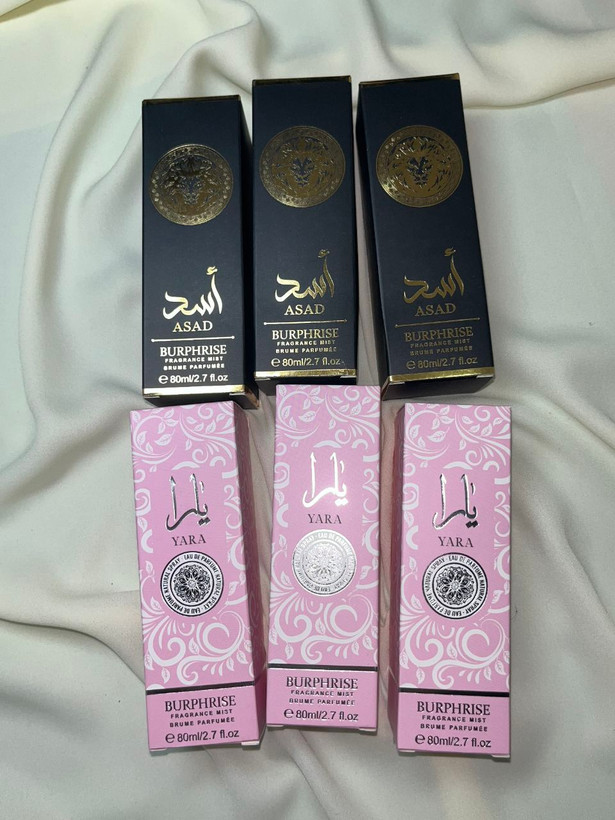 أسد
ASAD
BURPHRISE
FRAGRANCE MIST
BRUME PARFUMÉE
℮ 80ml/2.7 fl.oz
أسد
ASAD
BURPHRISE
FRAGRANCE MIST
BRUME PARFUMÉE
℮ 80ml/2.7 fl.oz
أسد
ASAD
BURPHRISE
FRAGRANCE MIST
BRUME PARFUMÉE
℮ 80ml/2.7 fl.oz
يارا
YARA
EAU DE PARFUM NATURAL SPRAY
BURPHRISE
FRAGRANCE MIST
BRUME PARFUMÉE
℮ 80ml/2.7 fl.oz
يارا
YARA
BURPHRISE
FRAGRANCE MIST
BRUME PARFUMÉE
℮ 80ml/2.7 fl.oz
يارا
YARA
EAU DE PARFUM NATURAL SPRAY
BURPHRISE
FRAGRANCE MIST
BRUME PARFUMÉE
℮ 80ml/2.7 fl.oz